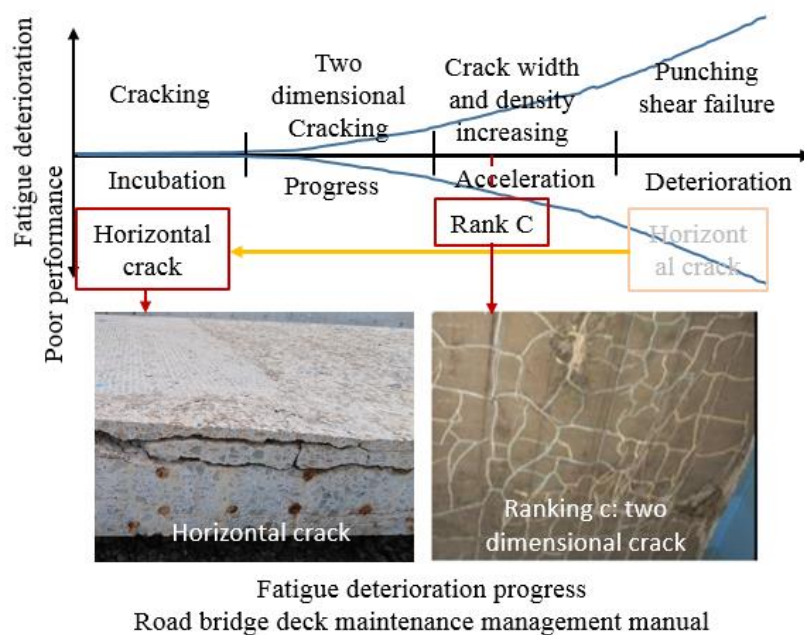 Fatigue deterioration
Poor performance
Cracking
Two
dimensional
Cracking
Crack width
and density
increasing
Punching
shear failure
Incubation
Progress
Acceleration
Deterioration
Horizontal
crack
Rank C
Horizont
al crack
Horizontal crack
Ranking c: two
dimensional crack
Fatigue deterioration progress
Road bridge deck maintenance management manual